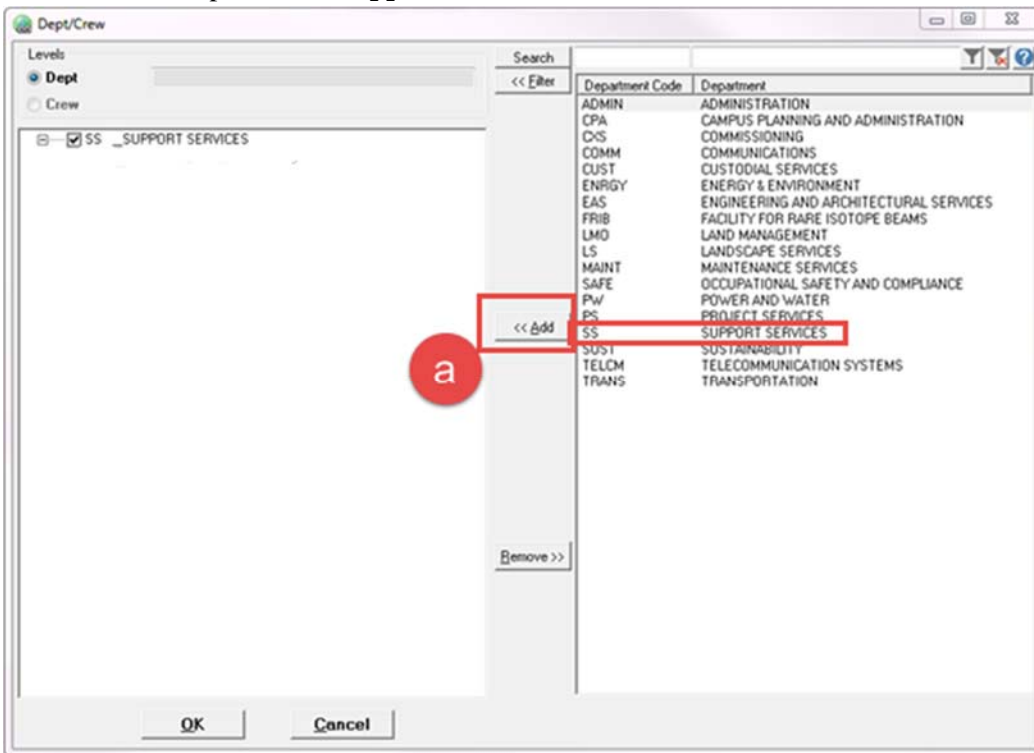 Dept/Crew
Levels
Dept
Crew
SS _SUPPORT SERVICES
Search
<< Filter
<< Add
Remove >>
a
Department Code Department
ADMIN ADMINISTRATION
CPA CAMPUS PLANNING AND ADMINISTRATION
CXS COMMISSIONING
COMM COMMUNICATIONS
CUST CUSTODIAL SERVICES
ENRGY ENERGY & ENVIRONMENT
EAS ENGINEERING AND ARCHITECTURAL SERVICES
FRIB FACILITY FOR RARE ISOTOPE BEAMS
LMO LAND MANAGEMENT
LS LANDSCAPE SERVICES
MAINT MAINTENANCE SERVICES
SAFE OCCUPATIONAL SAFETY AND COMPLIANCE
PW POWER AND WATER
PS PROJECT SERVICES
SS SUPPORT SERVICES
SUST SUSTAINABILITY
TELCM TELECOMMUNICATION SYSTEMS
TRANS TRANSPORTATION
OK Cancel